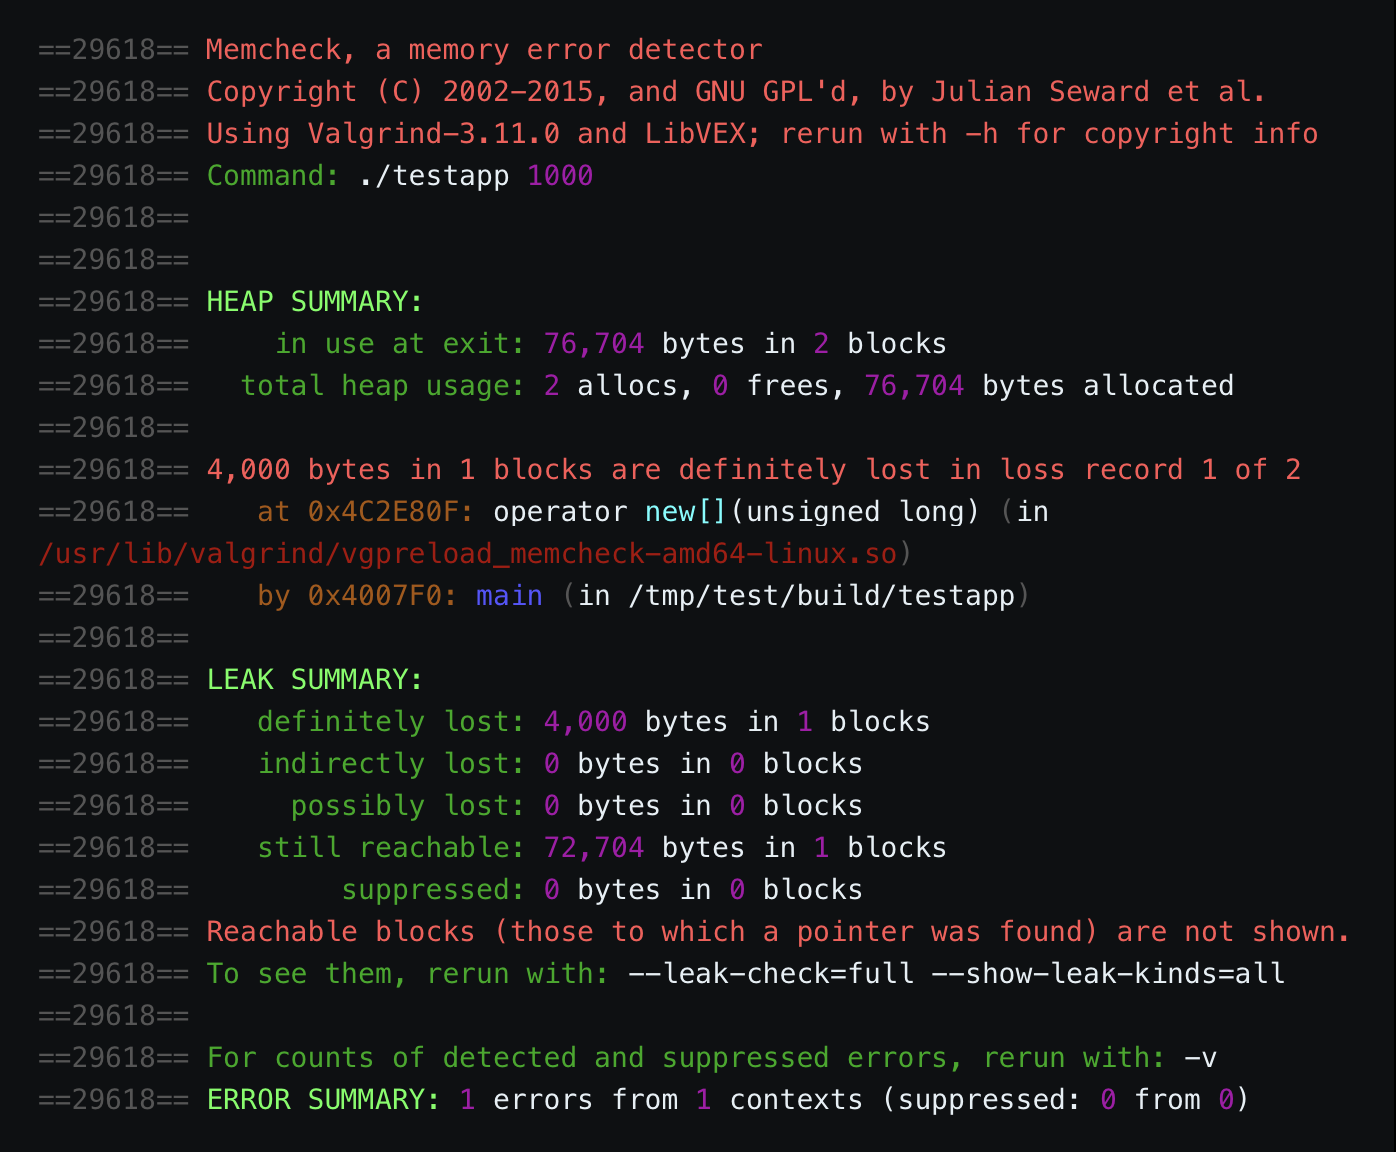 ==29618== Memcheck, a memory error detector
==29618== Copyright (C) 2002-2015, and GNU GPL'd, by Julian Seward et al.
==29618== Using Valgrind-3.11.0 and LibVEX; rerun with -h for copyright info
==29618== Command: ./testapp 1000
==29618==
==29618==
==29618== HEAP SUMMARY:
==29618==     in use at exit: 76,704 bytes in 2 blocks
==29618==   total heap usage: 2 allocs, 0 frees, 76,704 bytes allocated
==29618==
==29618== 4,000 bytes in 1 blocks are definitely lost in loss record 1 of 2
==29618==    at 0x4C2E80F: operator new[](unsigned long) (in
/usr/lib/valgrind/vgpreload_memcheck-amd64-linux.so)
==29618==    by 0x4007F0: main (in /tmp/test/build/testapp)
==29618==
==29618== LEAK SUMMARY:
==29618==    definitely lost: 4,000 bytes in 1 blocks
==29618==    indirectly lost: 0 bytes in 0 blocks
==29618==      possibly lost: 0 bytes in 0 blocks
==29618==    still reachable: 72,704 bytes in 1 blocks
==29618==         suppressed: 0 bytes in 0 blocks
==29618== Reachable blocks (those to which a pointer was found) are not shown.
==29618== To see them, rerun with: --leak-check=full --show-leak-kinds=all
==29618==
==29618== For counts of detected and suppressed errors, rerun with: -v
==29618== ERROR SUMMARY: 1 errors from 1 contexts (suppressed: 0 from 0)